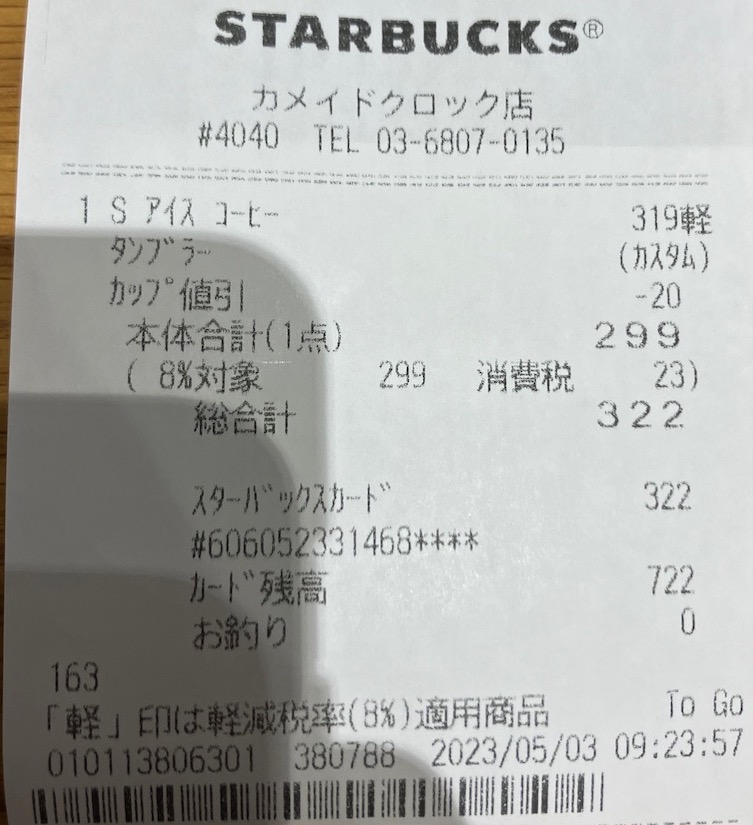 STARBUCKS®
カメイドクロック店
#4040 TEL 03-6807-0135
1 S ｱｲｽ ｺｰﾋｰ 319軽
ﾀﾝﾌﾞﾗｰ (ｶｽﾀﾑ)
ｶｯﾌﾟ値引 -20
本体合計(1点) 299
( 8%対象 299 消費税 23)
総合計 322
ｽﾀｰﾊﾞｯｸｽｶｰﾄﾞ 322
#606052331468****
ｶｰﾄﾞ残高 722
お釣り 0
163
「軽」印は軽減税率(8%)適用商品 To Go
010113806301 380788 2023/05/03 09:23:57